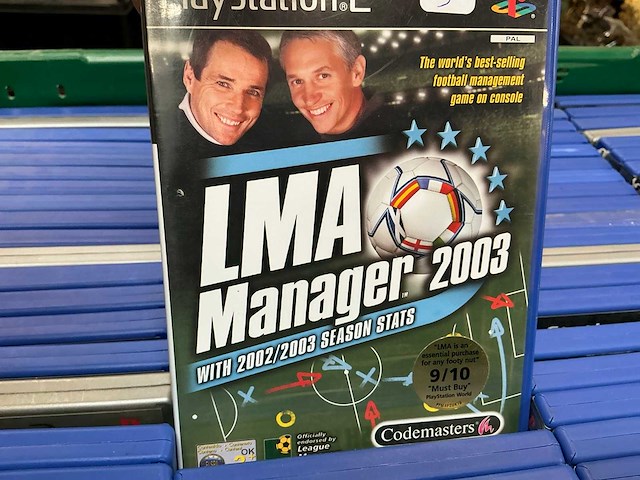 PlayStation®2
PAL
The world's best-selling
football management
game on console
LMA
Manager™ 2003
WITH 2002/2003 SEASON STATS
"LMA is an
essential purchase
for any footy nut"
9/10
"Must Buy"
PlayStation World
OK
Officially
endorsed by
League
Codemasters